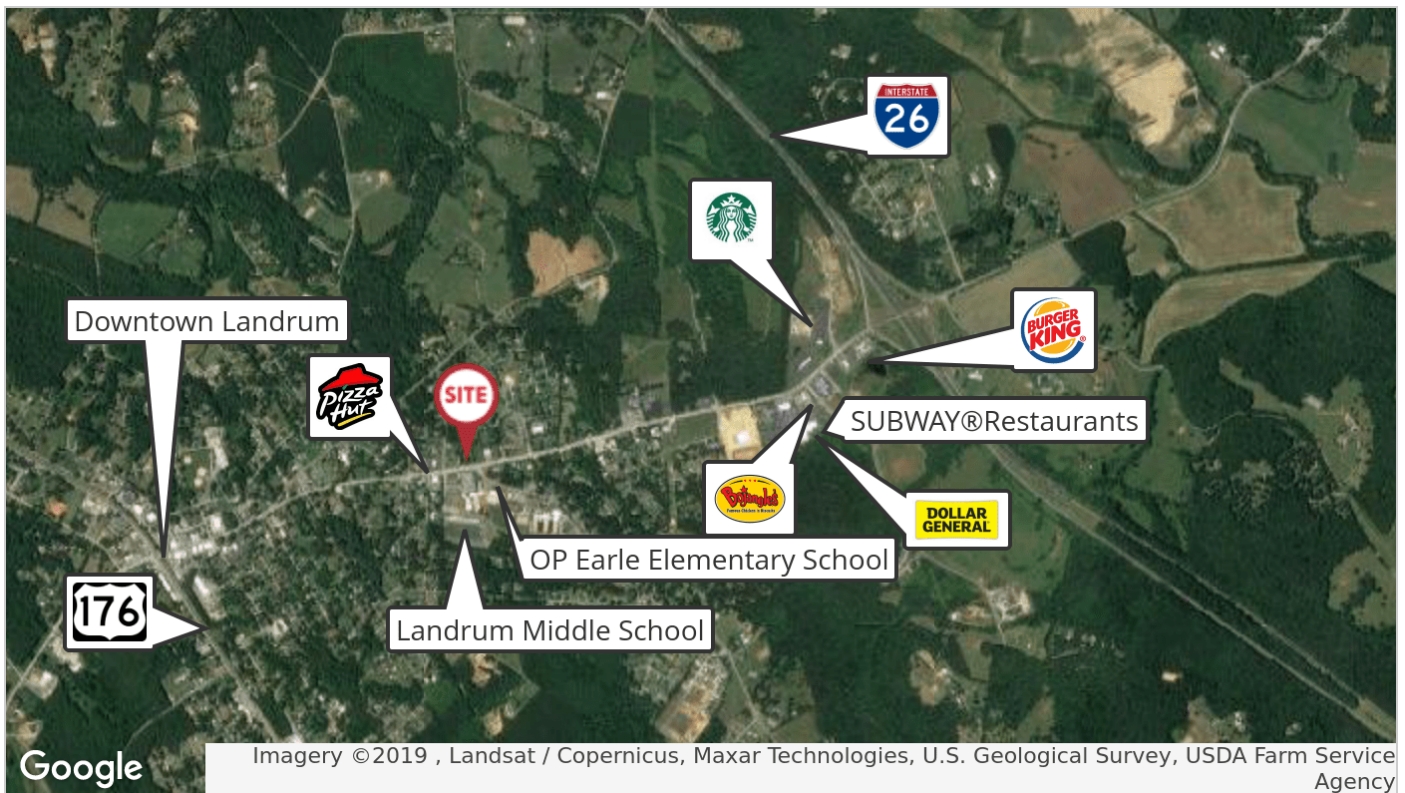 INTERSTATE
26
BURGER
KING®
Downtown Landrum
Pizza
Hut
SITE
SUBWAY®Restaurants
Bojangles'
DOLLAR
GENERAL
OP Earle Elementary School
176
Landrum Middle School
Google
Imagery ©2019 , Landsat / Copernicus, Maxar Technologies, U.S. Geological Survey, USDA Farm Service
Agency